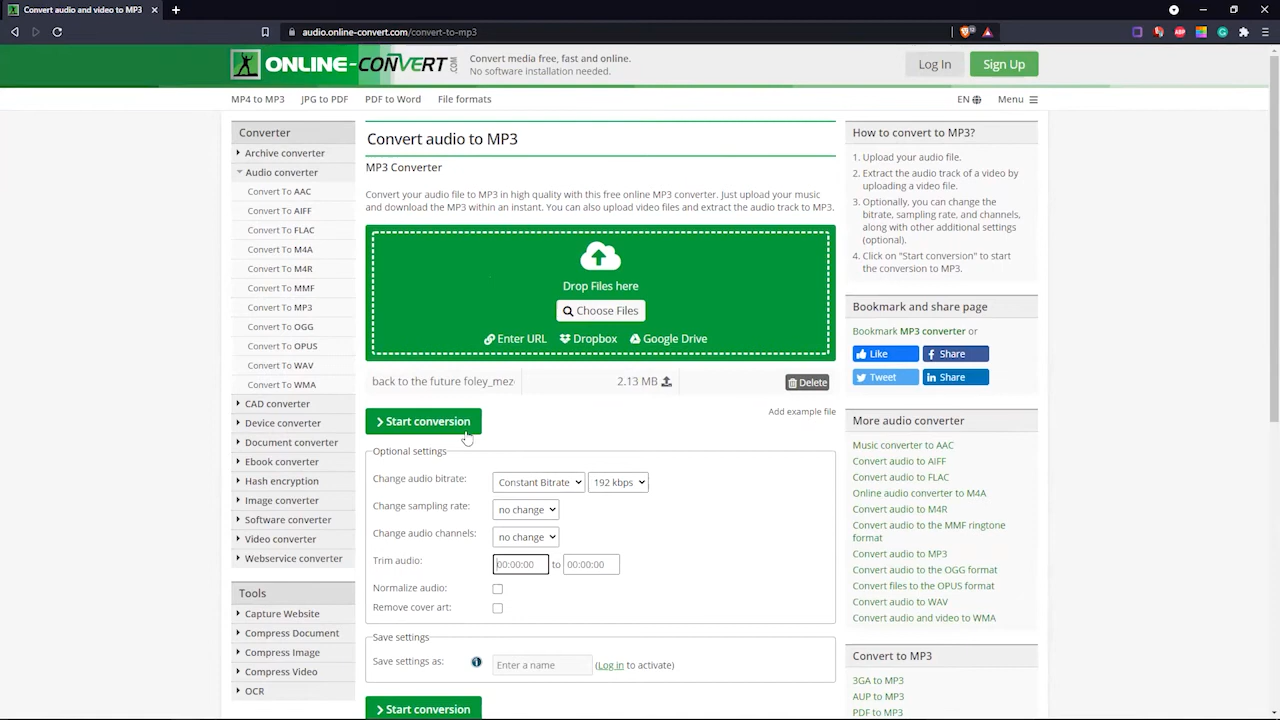 Convert audio and video to MP3
audio.online-convert.com/convert-to-mp3
ONLINE-CONVERT.COM
Convert media free, fast and online.
No software installation needed.
Log In
Sign Up
MP4 to MP3
JPG to PDF
PDF to Word
File formats
EN
Menu
Converter
Archive converter
Audio converter
Convert To AAC
Convert To AIFF
Convert To FLAC
Convert To M4A
Convert To M4R
Convert To MMF
Convert To MP3
Convert To OGG
Convert To OPUS
Convert To WAV
Convert To WMA
CAD converter
Device converter
Document converter
Ebook converter
Hash encryption
Image converter
Software converter
Video converter
Webservice converter
Tools
Capture Website
Compress Document
Compress Image
Compress Video
OCR
Convert audio to MP3
MP3 Converter
Convert your audio file to MP3 in high quality with this free online MP3 converter. Just upload your music
and download the MP3 within an instant. You can also upload video files and extract the audio track to MP3.
Drop Files here
Choose Files
Enter URL
Dropbox
Google Drive
back to the future foley_mez
2.13 MB
Delete
Start conversion
Add example file
Optional settings
Change audio bitrate:
Constant Bitrate
192 kbps
Change sampling rate:
no change
Change audio channels:
no change
Trim audio:
00:00:00
to
00:00:00
Normalize audio:
Remove cover art:
Save settings
Save settings as:
Enter a name
(Log in to activate)
Start conversion
How to convert to MP3?
1. Upload your audio file.
2. Extract the audio track of a video by
uploading a video file.
3. Optionally, you can change the
bitrate, sampling rate, and channels,
along with other additional settings
(optional).
4. Click on "Start conversion" to start
the conversion to MP3.
Bookmark and share page
Bookmark MP3 converter or
Like
Share
Tweet
Share
More audio converter
Music converter to AAC
Convert audio to AIFF
Convert audio to FLAC
Online audio converter to M4A
Convert audio to M4R
Convert audio to the MMF ringtone
format
Convert audio to MP3
Convert audio to the OGG format
Convert files to the OPUS format
Convert audio to WAV
Convert audio and video to WMA
Convert to MP3
3GA to MP3
AUP to MP3
PDF to MP3